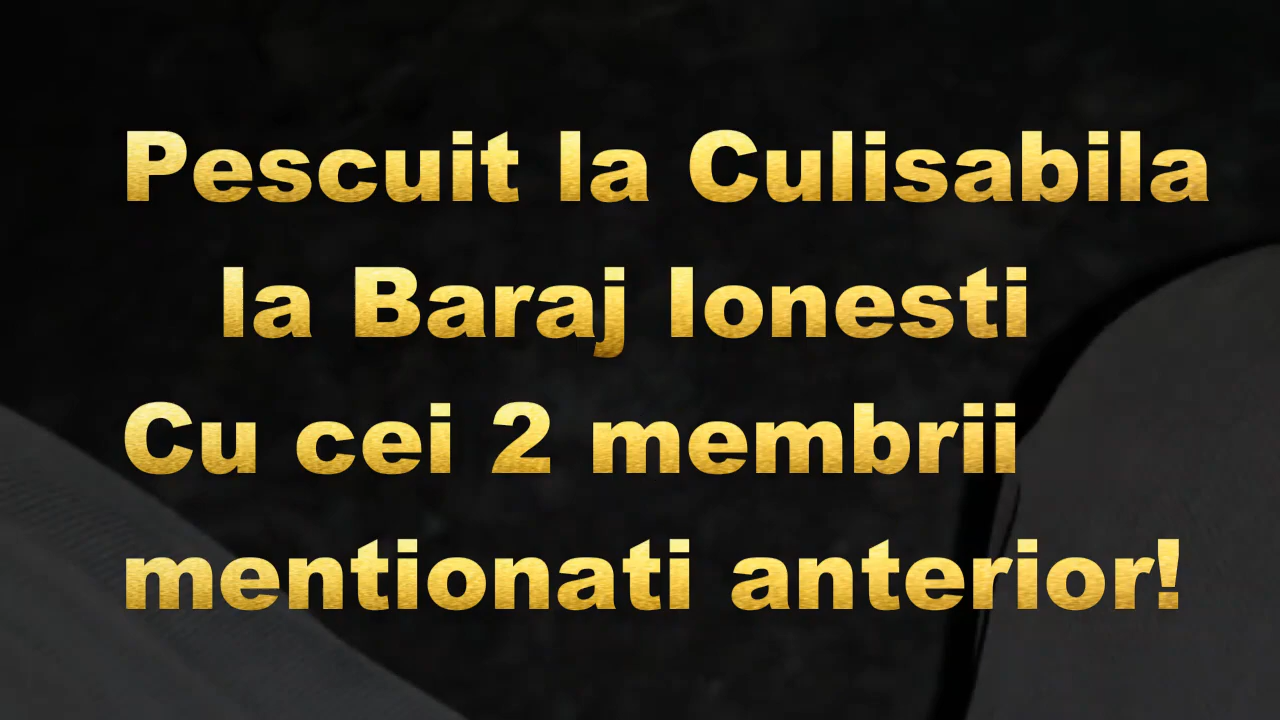 Pescuit la Culisabila
la Baraj Ionesti
Cu cei 2 membrii
mentionati anterior!